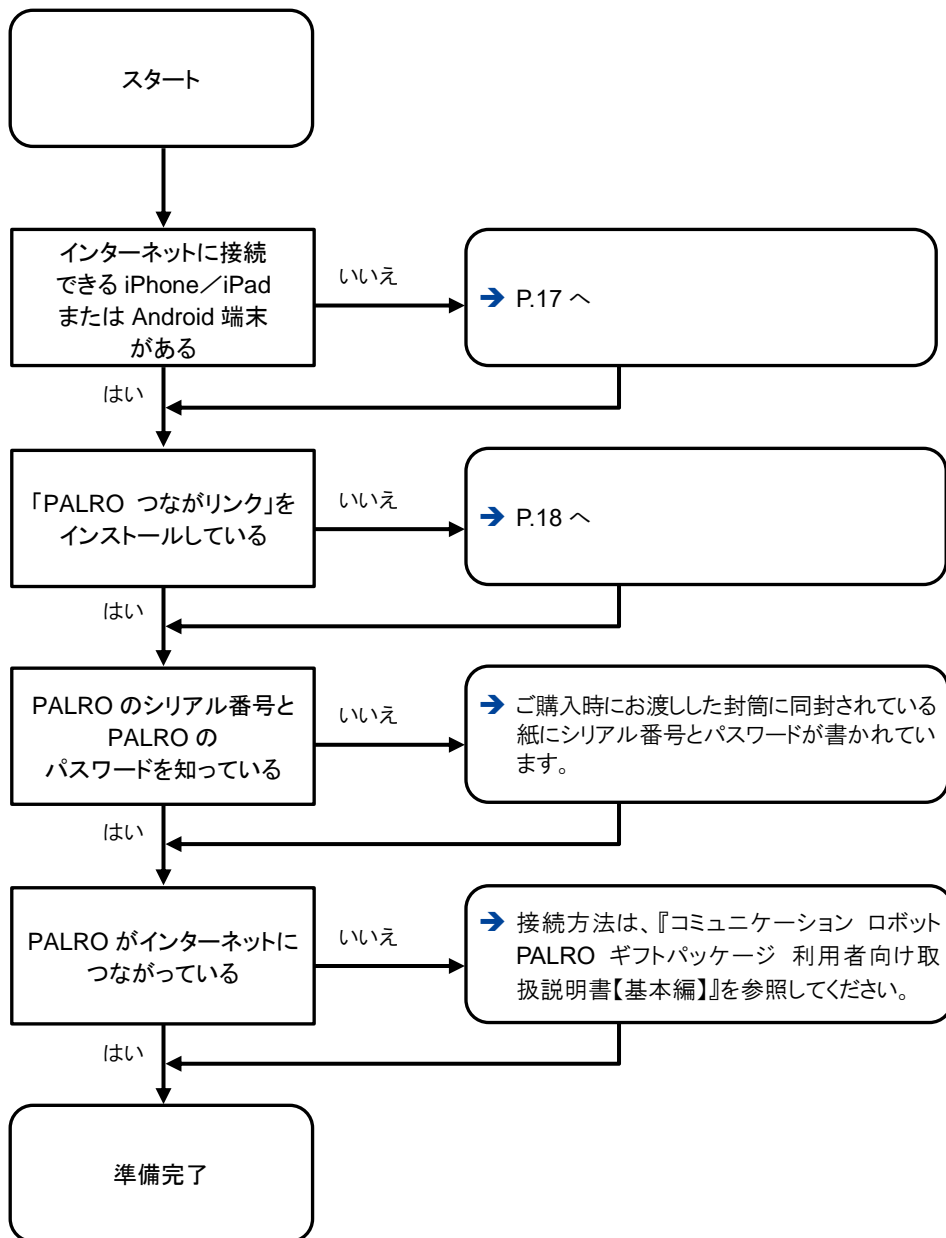 スタート
インターネットに接続
できる iPhone／iPad
または Android 端末
がある
いいえ
➔ P.17 へ
はい
「PALRO つながリンク」を
インストールしている
いいえ
➔ P.18 へ
はい
PALRO のシリアル番号と
PALRO の
パスワードを知っている
いいえ
➔ ご購入時にお渡しした封筒に同封されている
紙にシリアル番号とパスワードが書かれてい
ます。
はい
PALRO がインターネットに
つながっている
いいえ
➔ 接続方法は、『コミュニケーション ロボット
PALRO ギフトパッケージ 利用者向け取
扱説明書【基本編】』を参照してください。
はい
準備完了